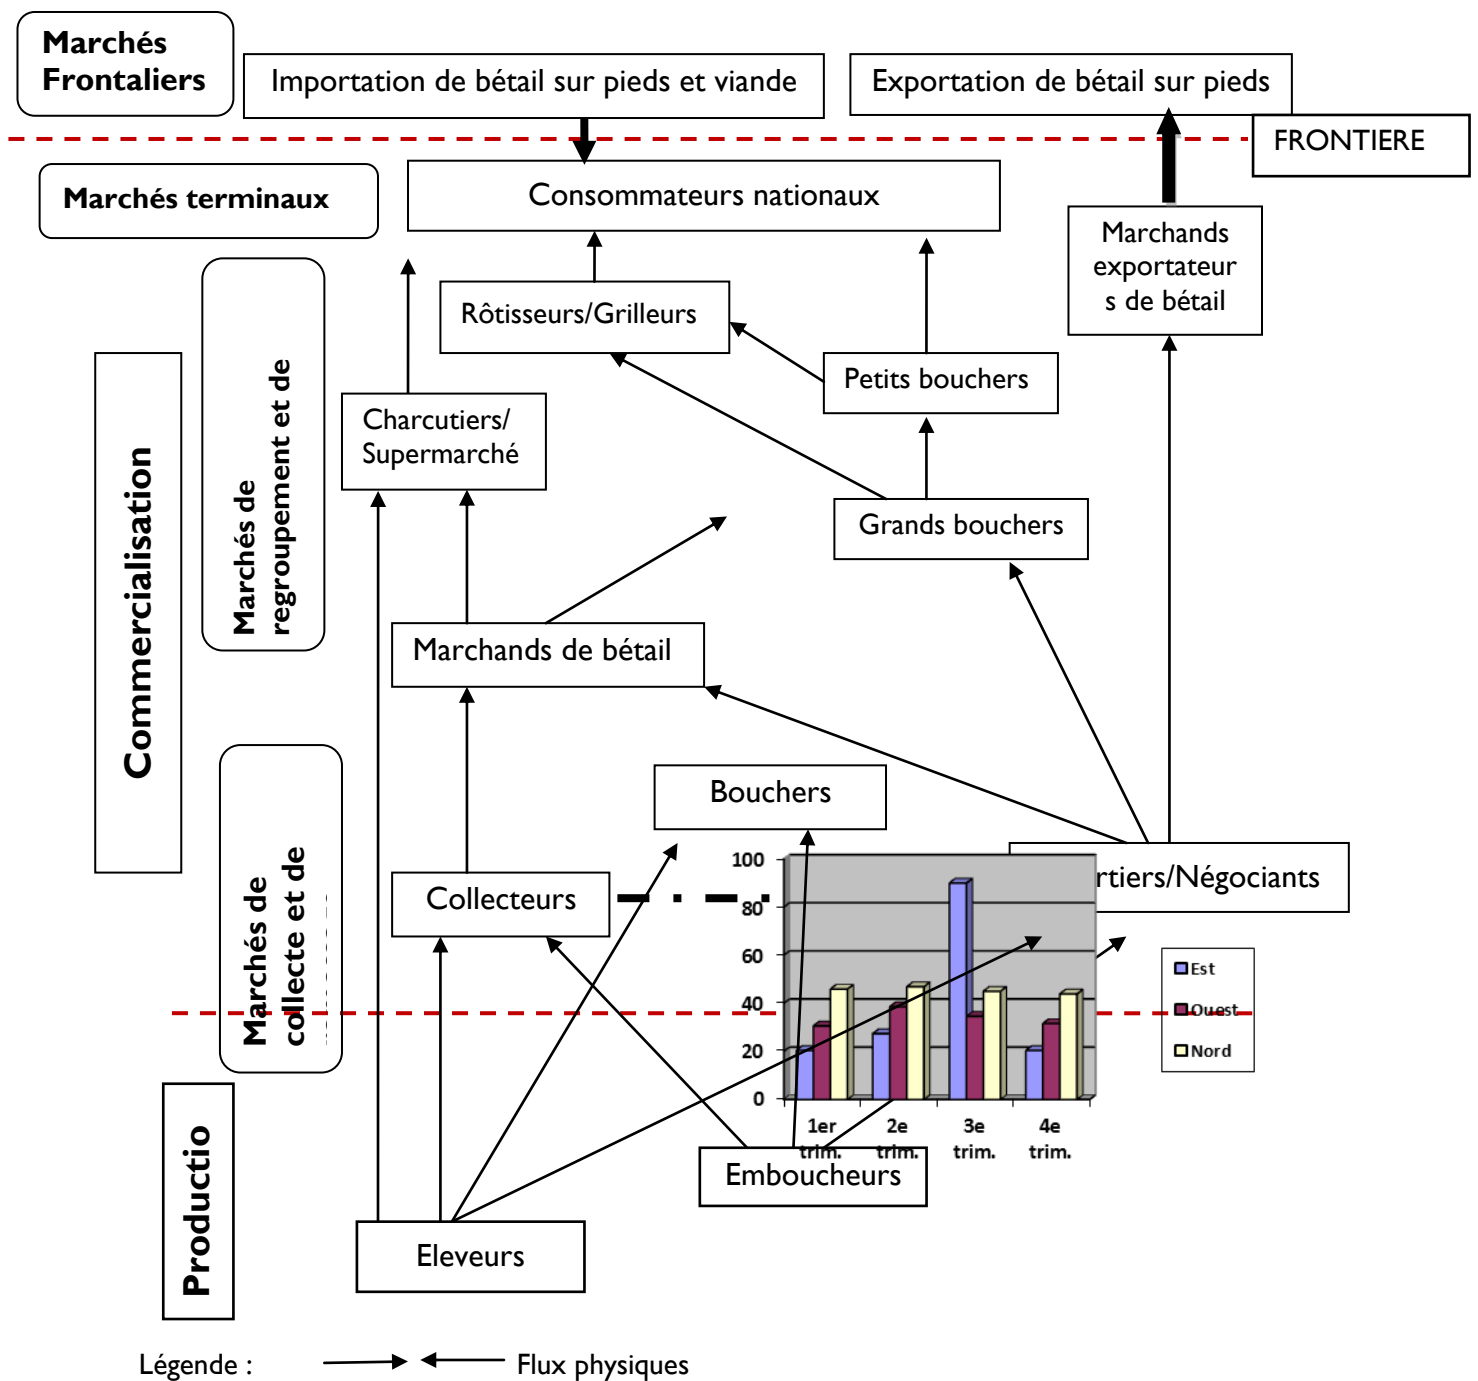 Marchés
Frontaliers
Importation de bétail sur pieds et viande
Exportation de bétail sur pieds
FRONTIERE
Marchés terminaux
Consommateurs nationaux
Marchands
exportateur
s de bétail
Rôtisseurs/Grilleurs
Petits bouchers
Charcutiers/
Supermarché
Grands bouchers
Commercialisation
Marchés de
regroupement et de
Marchands de bétail
Bouchers
Collecteurs
rtiers/Négociants
Marchés de
collecte et de
100
80
60
40
20
0
1er
trim.
2e
trim.
3e
trim.
4e
trim.
Est
Ouest
Nord
Emboucheurs
Productio
Eleveurs
Légende :
Flux physiques